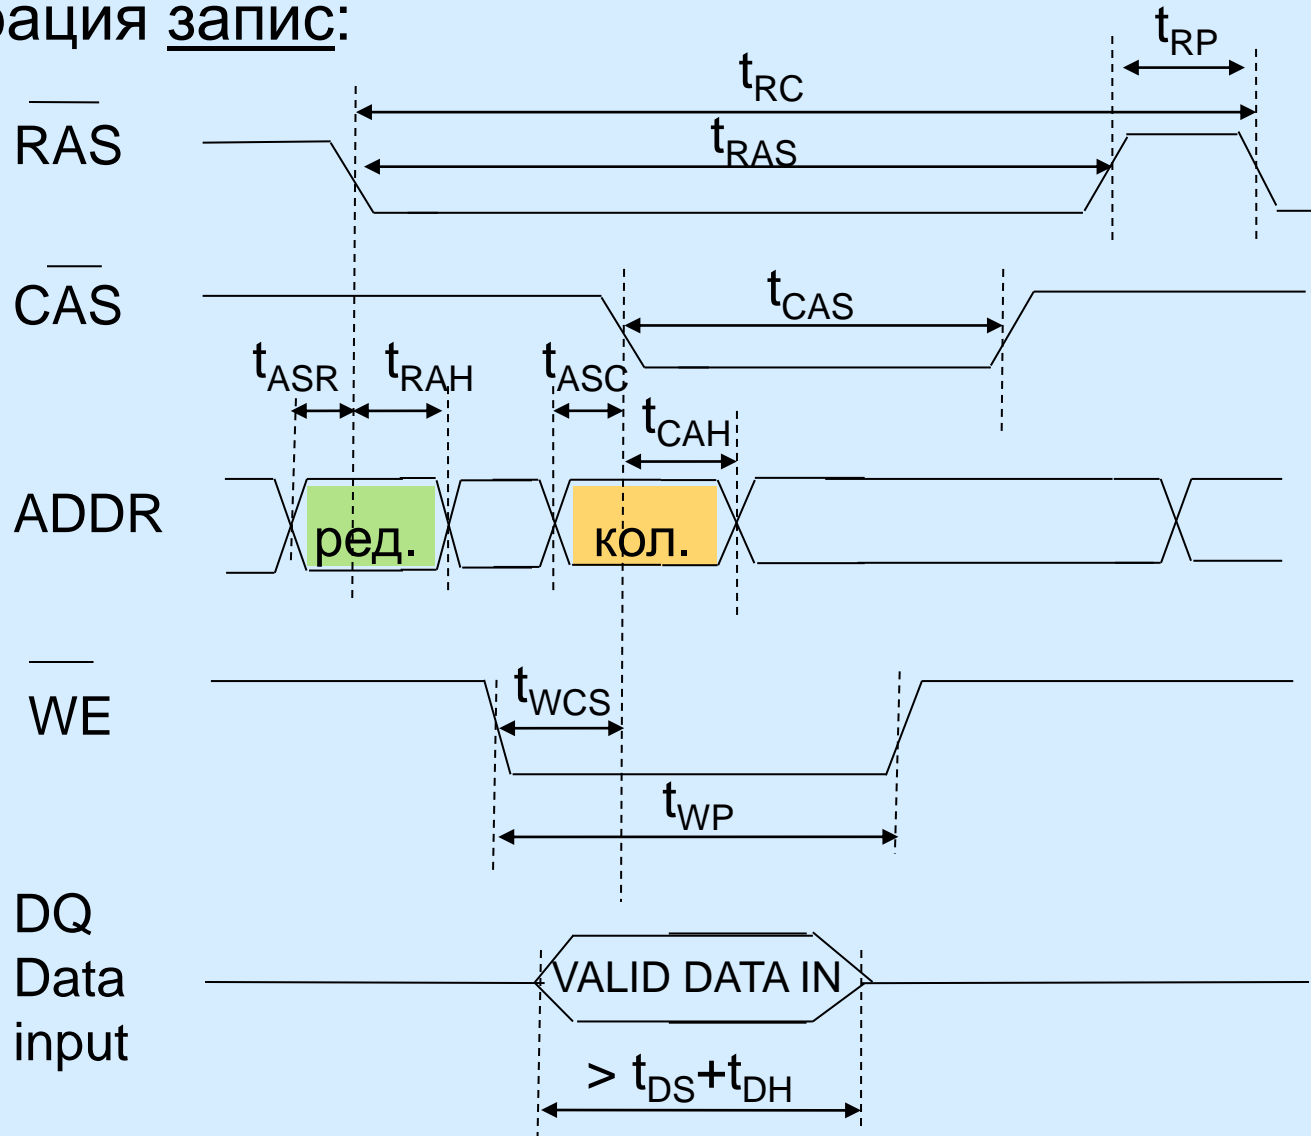 рация запис:
tRP
tRC
RAS
tRAS
CAS
tCAS
tASR
tRAH
tASC
tCAH
ADDR
ред.
кол.
WE
tWCS
tWP
DQ
Data
input
VALID DATA IN
> tDS+tDH